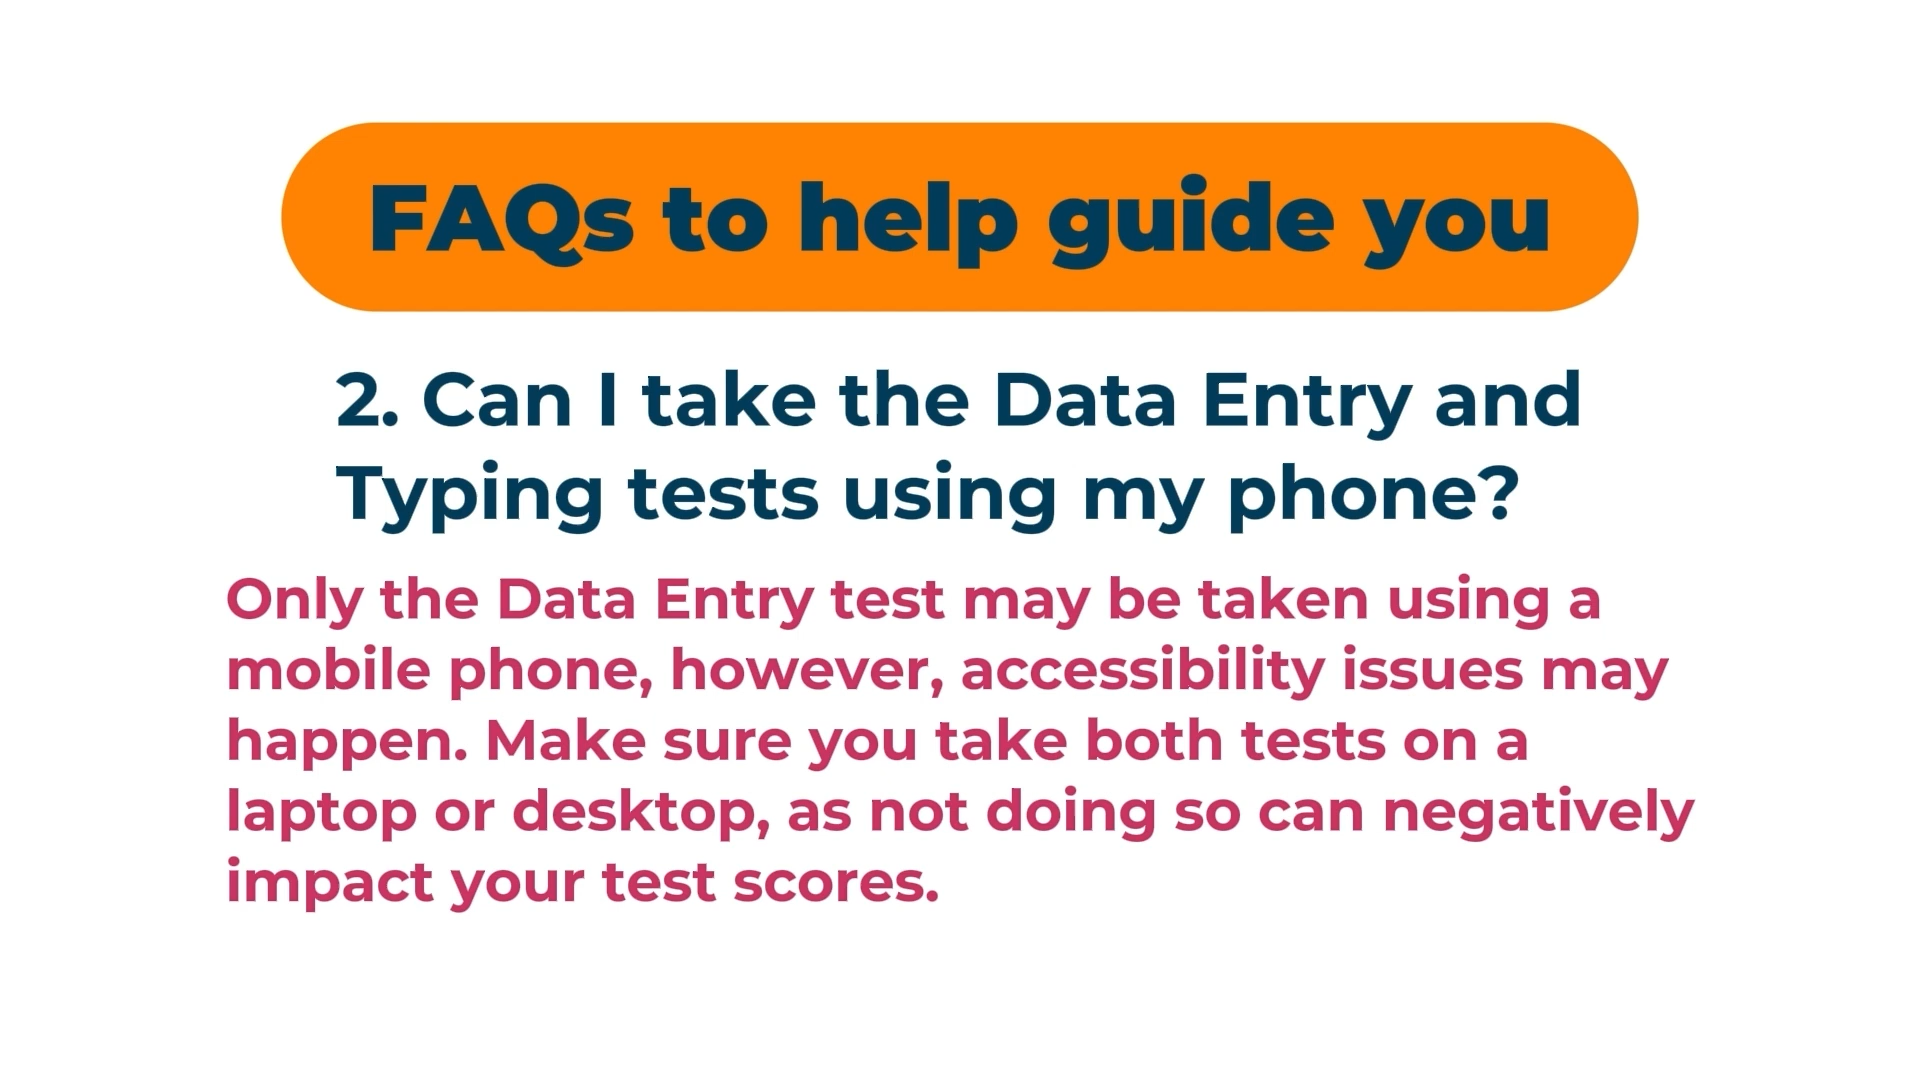 FAQs to help guide you
2. Can I take the Data Entry and
Typing tests using my phone?
Only the Data Entry test may be taken using a
mobile phone, however, accessibility issues may
happen. Make sure you take both tests on a
laptop or desktop, as not doing so can negatively
impact your test scores.